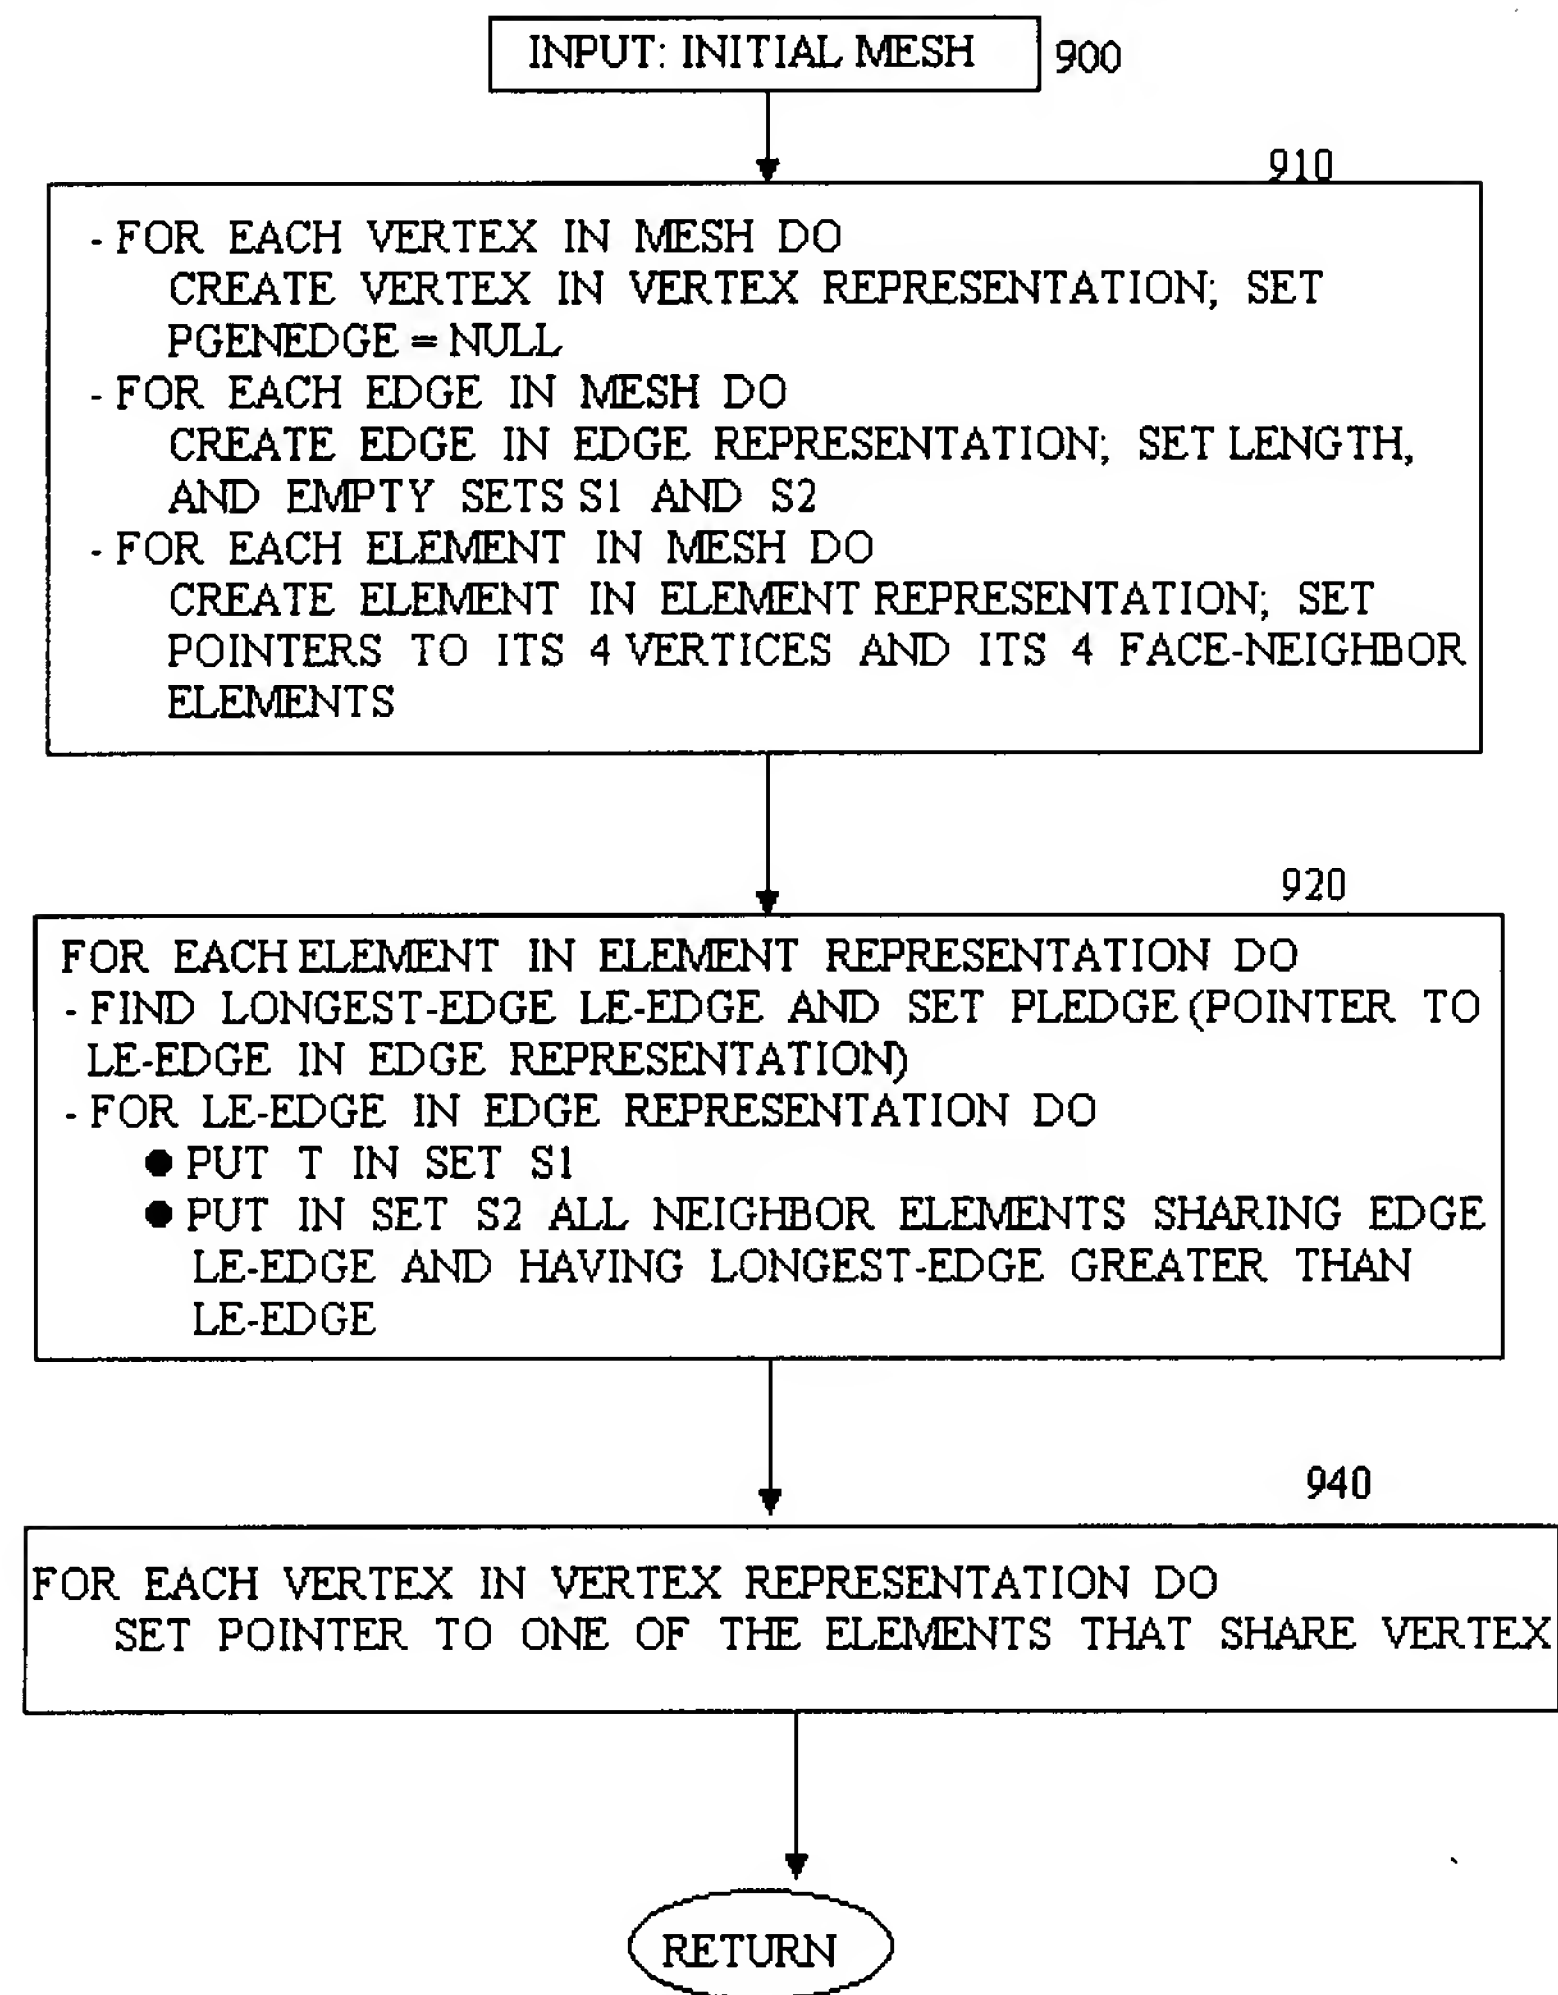 INPUT: INITIAL MESH 900
910
- FOR EACH VERTEX IN MESH DO
CREATE VERTEX IN VERTEX REPRESENTATION; SET
PGENEDGE = NULL
- FOR EACH EDGE IN MESH DO
CREATE EDGE IN EDGE REPRESENTATION; SET LENGTH,
AND EMPTY SETS S1 AND S2
- FOR EACH ELEMENT IN MESH DO
CREATE ELEMENT IN ELEMENT REPRESENTATION; SET
POINTERS TO ITS 4 VERTICES AND ITS 4 FACE-NEIGHBOR
ELEMENTS
920
FOR EACH ELEMENT IN ELEMENT REPRESENTATION DO
- FIND LONGEST-EDGE LE-EDGE AND SET PLEDGE (POINTER TO
LE-EDGE IN EDGE REPRESENTATION)
- FOR LE-EDGE IN EDGE REPRESENTATION DO
● PUT T IN SET S1
● PUT IN SET S2 ALL NEIGHBOR ELEMENTS SHARING EDGE
LE-EDGE AND HAVING LONGEST-EDGE GREATER THAN
LE-EDGE
940
FOR EACH VERTEX IN VERTEX REPRESENTATION DO
SET POINTER TO ONE OF THE ELEMENTS THAT SHARE VERTEX
RETURN